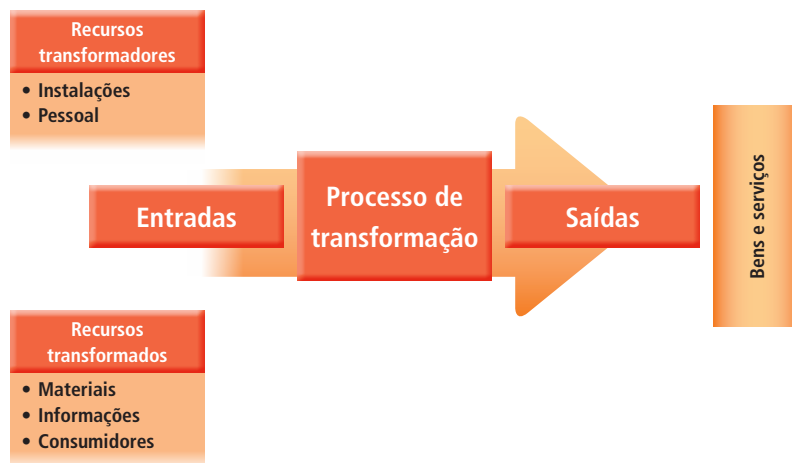 Recursos
transformadores
• Instalações
• Pessoal
Entradas
Processo de
transformação
Saídas
Bens e serviços
Recursos
transformados
• Materiais
• Informações
• Consumidores